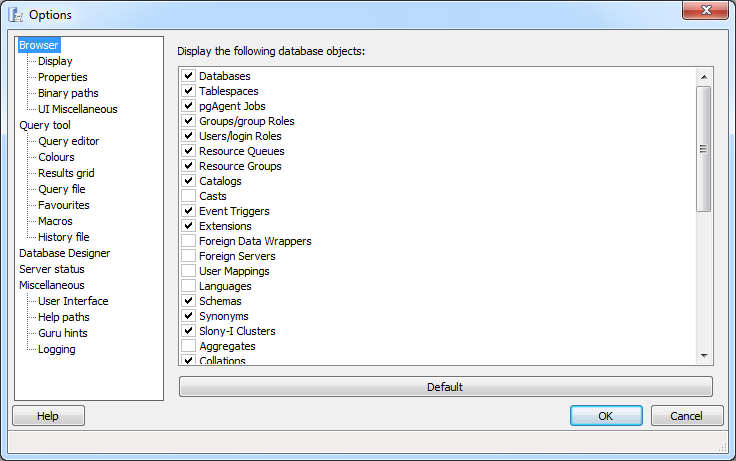 Options
Browser
Display
Properties
Binary paths
UI Miscellaneous
Query tool
Query editor
Colours
Results grid
Query file
Favourites
Macros
History file
Database Designer
Server status
Miscellaneous
User Interface
Help paths
Guru hints
Logging
Display the following database objects:
Databases
Tablespaces
pgAgent Jobs
Groups/group Roles
Users/login Roles
Resource Queues
Resource Groups
Catalogs
Casts
Event Triggers
Extensions
Foreign Data Wrappers
Foreign Servers
User Mappings
Languages
Schemas
Synonyms
Slony-I Clusters
Aggregates
Collations
Default
Help
OK
Cancel